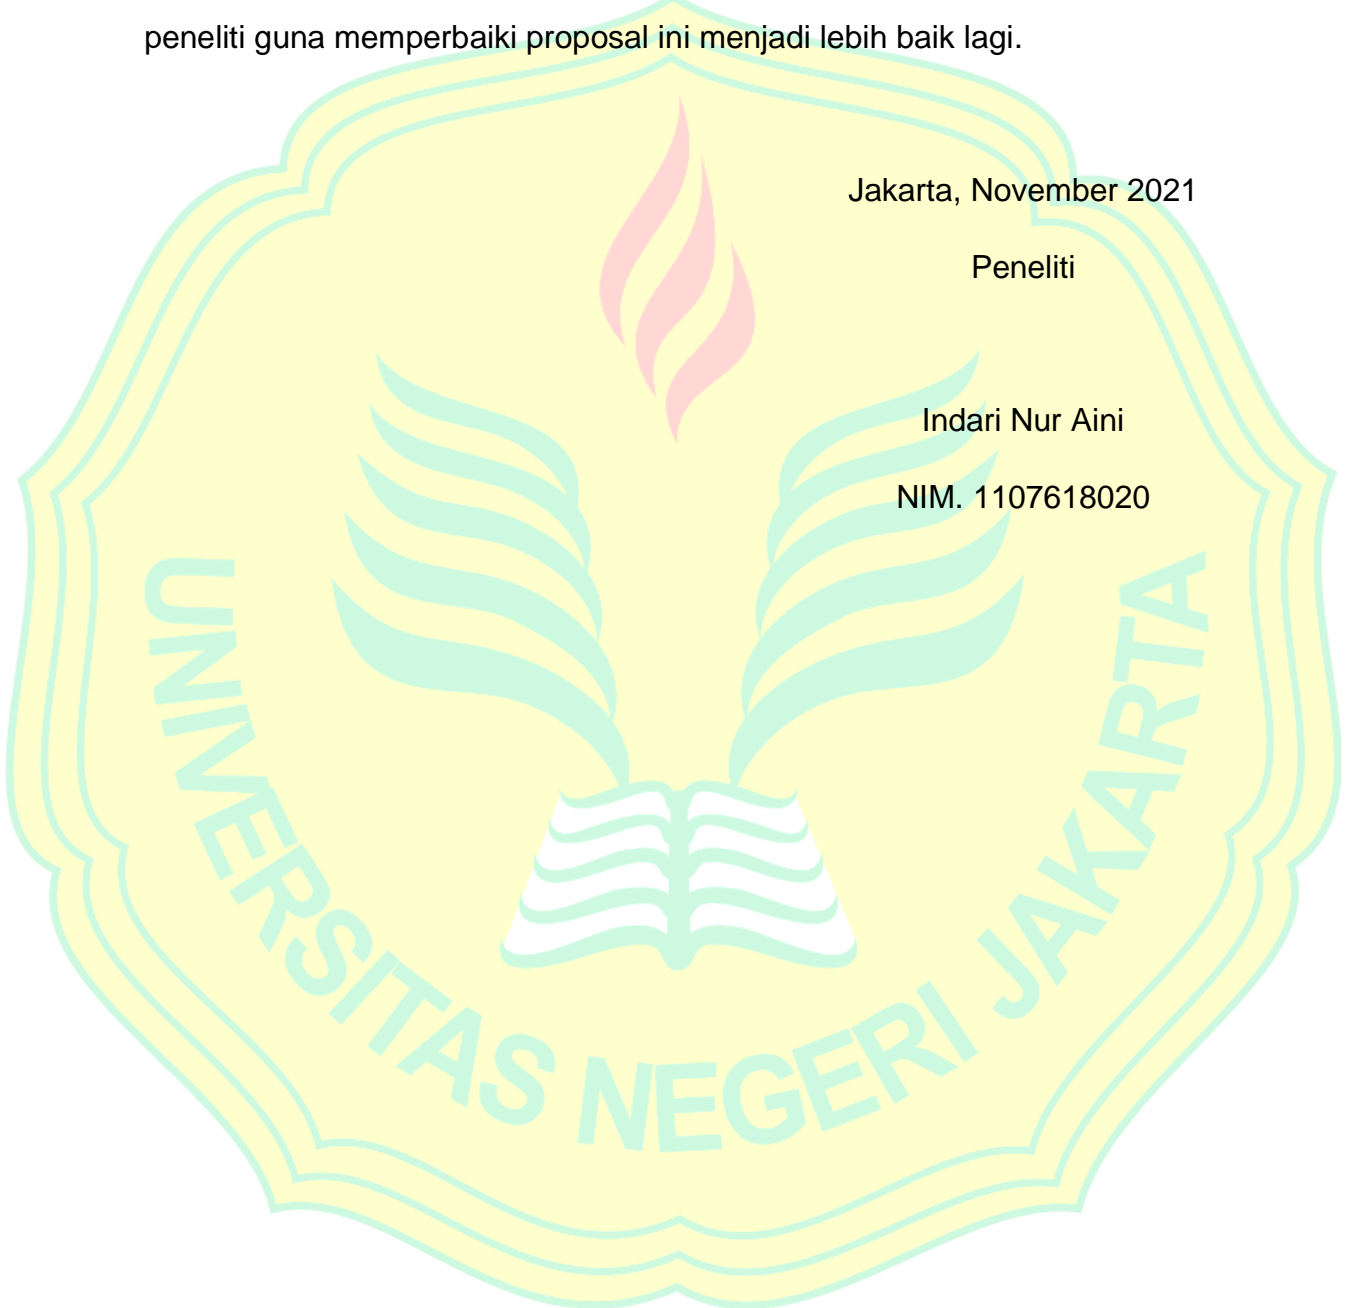 peneliti guna memperbaiki proposal ini menjadi lebih baik lagi.
Jakarta, November 2021
Peneliti
Indari Nur Aini
NIM. 1107618020
UNIVERSITAS NEGERI JAKARTA